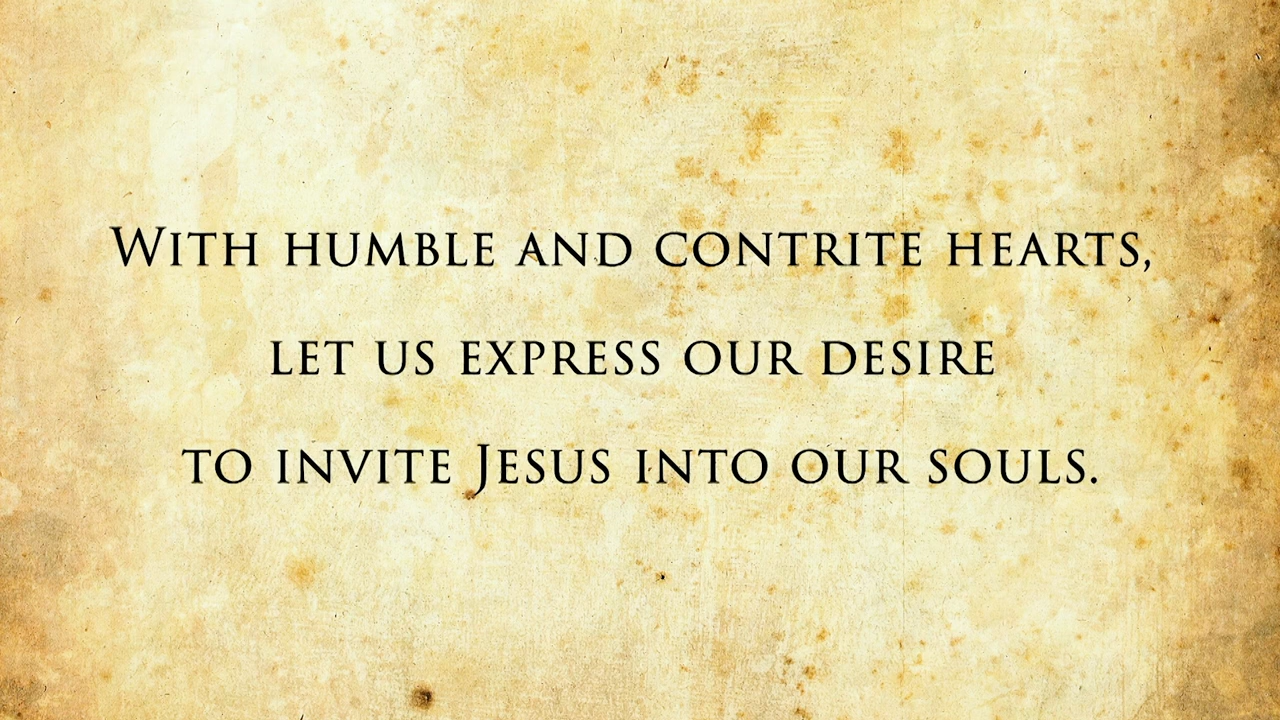 With humble and contrite hearts,
let us express our desire
to invite Jesus into our souls.